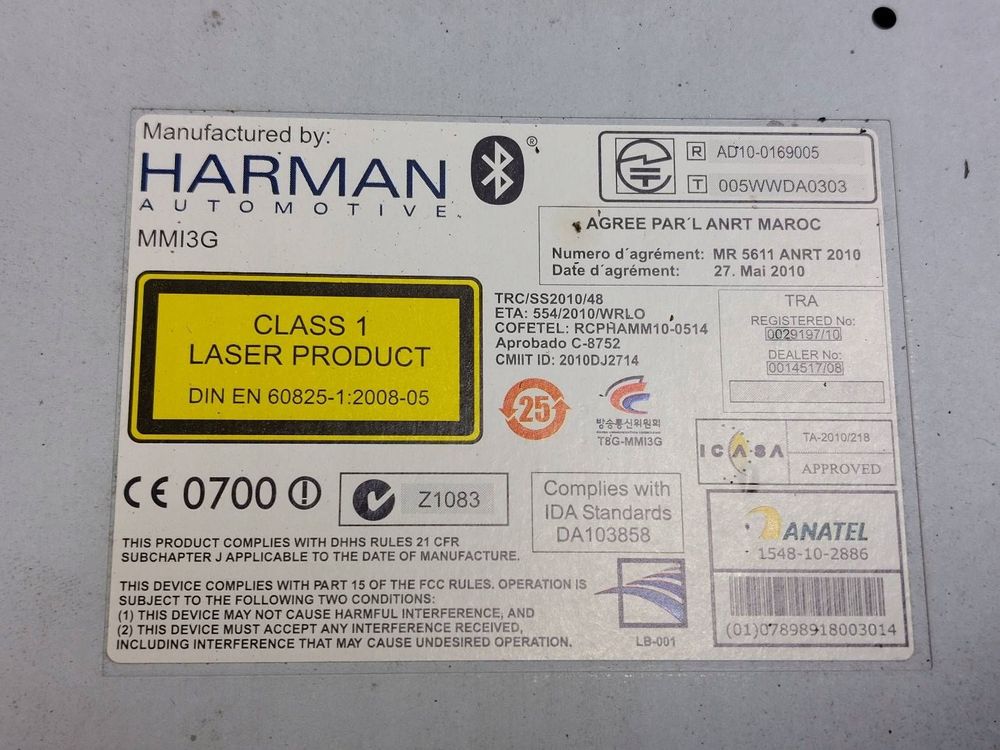 Manufactured by:
HARMAN
AUTOMOTIVE
MMI3G
®
R AD10-0169005
T 005WWDA0303
AGREE PAR´L ANRT MAROC
Numero d´agrément: MR 5611 ANRT 2010
Date d´agrément: 27. Mai 2010
CLASS 1
LASER PRODUCT
DIN EN 60825-1:2008-05
TRC/SS2010/48
ETA: 554/2010/WRLO
COFETEL: RCPHAMM10-0514
Aprobado C-8752
CMIIT ID: 2010DJ2714
TRA
REGISTERED No:
0029197/10
DEALER No:
0014517/08
25
방송통신위원회
T8G-MMI3G
ICASA
TA-2010/218
APPROVED
CE 0700
Z1083
Complies with
IDA Standards
DA103858
ANATEL
1548-10-2886
(01)07898918003014
THIS PRODUCT COMPLIES WITH DHHS RULES 21 CFR
SUBCHAPTER J APPLICABLE TO THE DATE OF MANUFACTURE.
THIS DEVICE COMPLIES WITH PART 15 OF THE FCC RULES. OPERATION IS
SUBJECT TO THE FOLLOWING TWO CONDITIONS:
(1) THIS DEVICE MAY NOT CAUSE HARMFUL INTERFERENCE, AND
(2) THIS DEVICE MUST ACCEPT ANY INTERFERENCE RECEIVED,
INCLUDING INTERFERENCE THAT MAY CAUSE UNDESIRED OPERATION.
LB-001